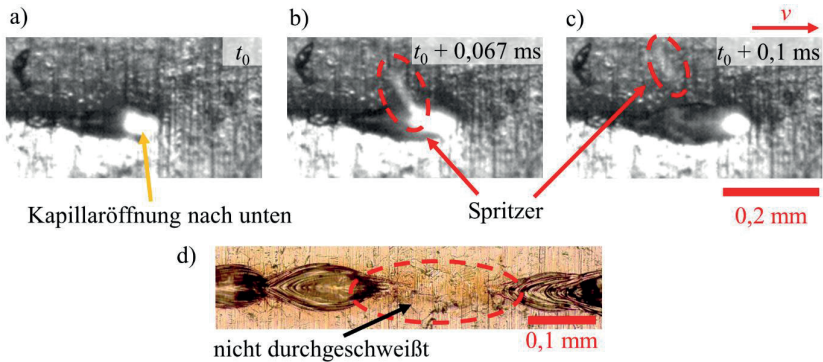 a)
t₀
b)
t₀ + 0,067 ms
c)
v
t₀ + 0,1 ms
Kapillaröffnung nach unten
Spritzer
0,2 mm
d)
nicht durchgeschweißt
0,1 mm